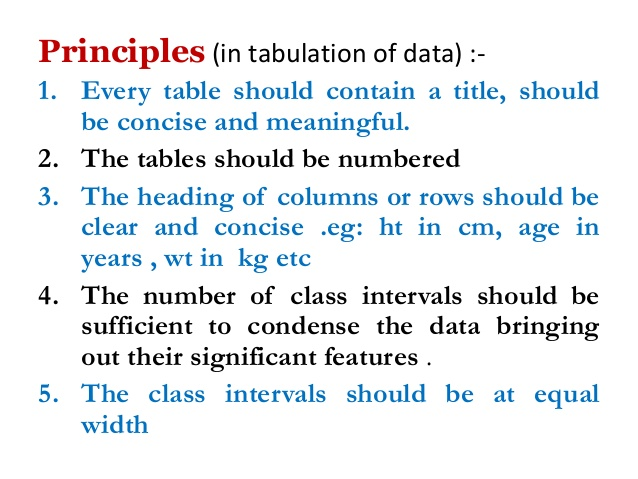 Principles (in tabulation of data) :-
1. Every table should contain a title, should
be concise and meaningful.
2. The tables should be numbered
3. The heading of columns or rows should be
clear and concise .eg: ht in cm, age in
years , wt in kg etc
4. The number of class intervals should be
sufficient to condense the data bringing
out their significant features .
5. The class intervals should be at equal
width